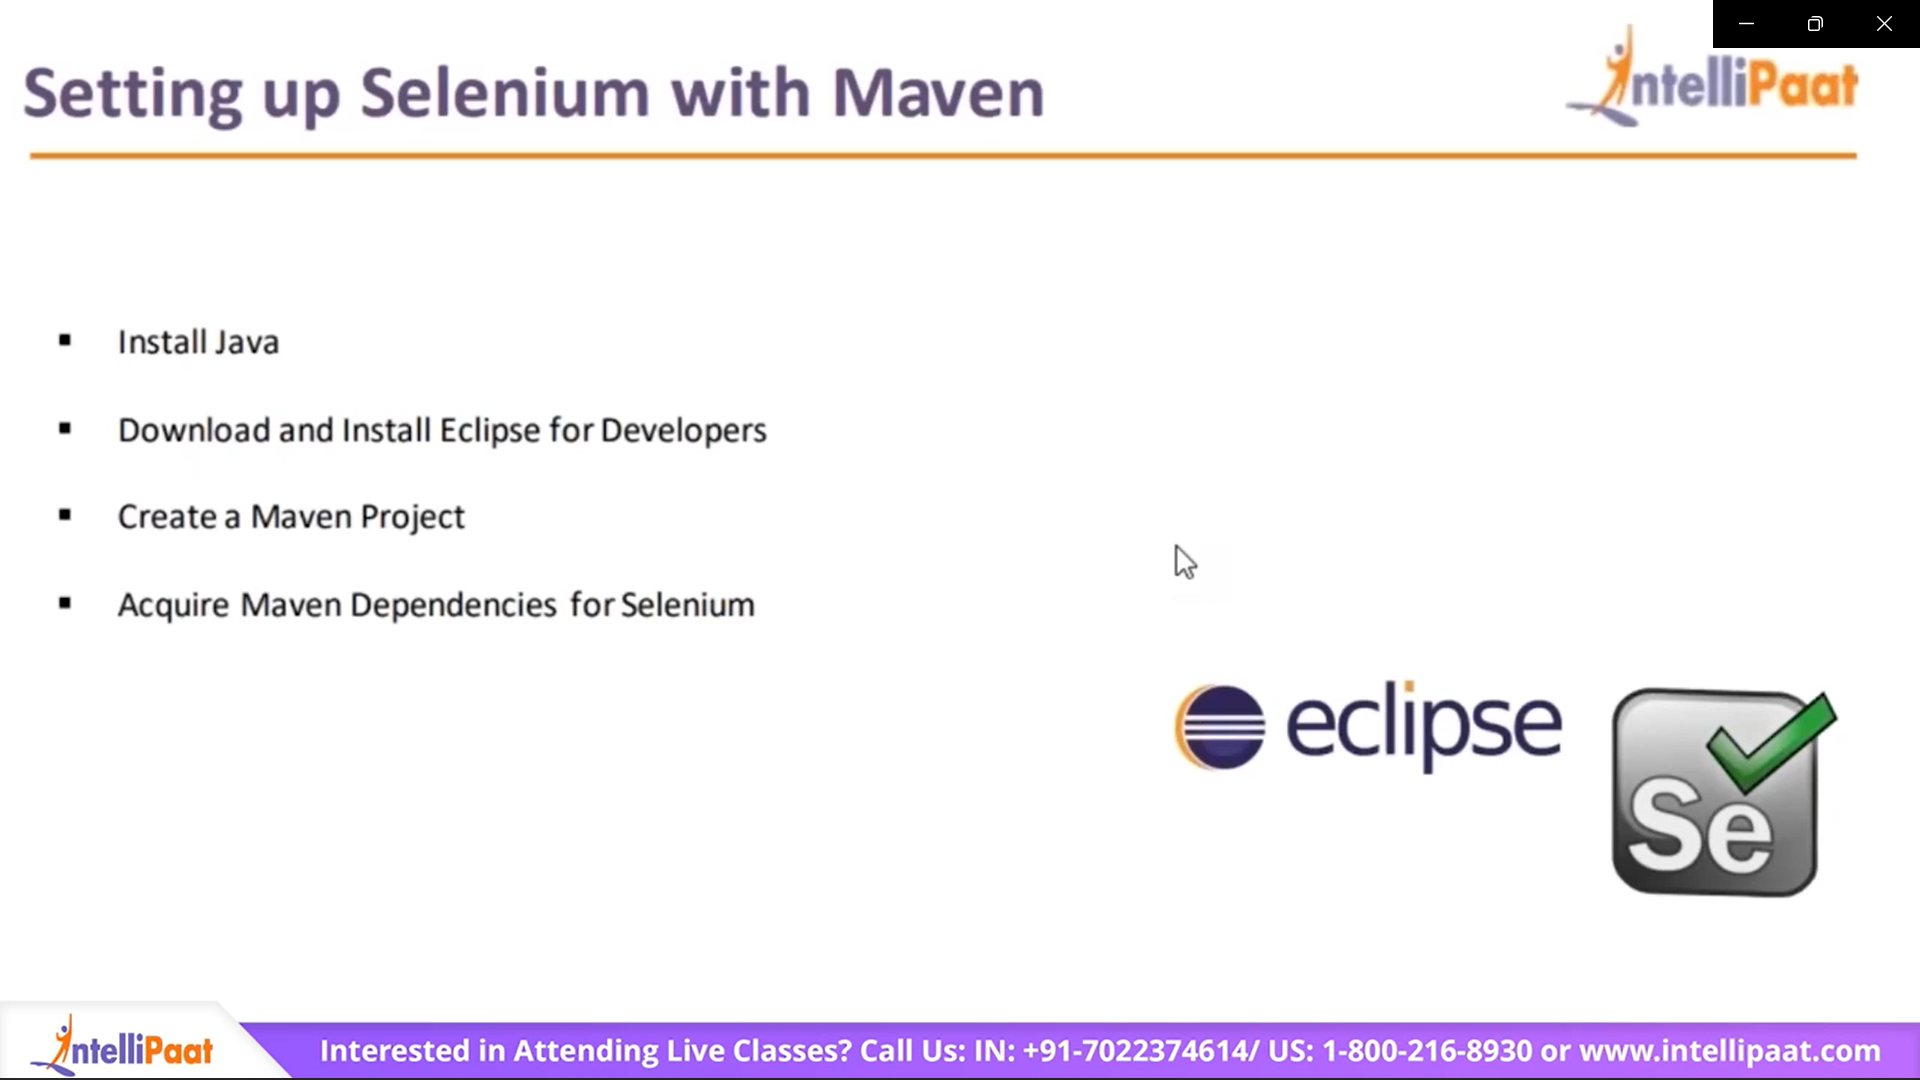 Setting up Selenium with Maven
IntelliPaat
▪ Install Java
▪ Download and Install Eclipse for Developers
▪ Create a Maven Project
▪ Acquire Maven Dependencies for Selenium
eclipse
Se
IntelliPaat
Interested in Attending Live Classes? Call Us: IN: +91-7022374614/ US: 1-800-216-8930 or www.intellipaat.com